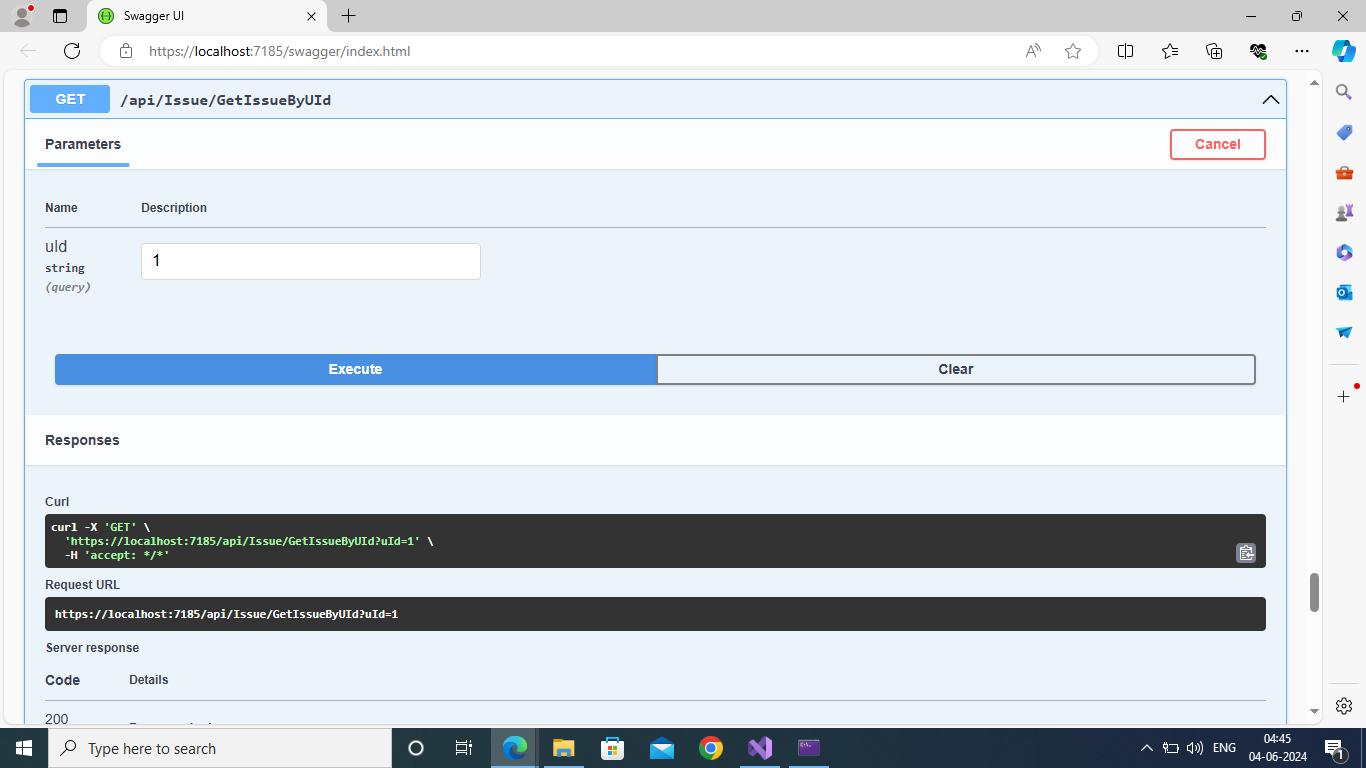 Swagger UI
https://localhost:7185/swagger/index.html
GET /api/Issue/GetIssueByUId
Parameters
Cancel
Name Description
uId
string
(query)
1
Execute
Clear
Responses
Curl
curl -X 'GET' \
'https://localhost:7185/api/Issue/GetIssueByUId?uId=1' \
-H 'accept: */*'
Request URL
https://localhost:7185/api/Issue/GetIssueByUId?uId=1
Server response
Code Details
200
Type here to search
ENG
04:45
04-06-2024
1